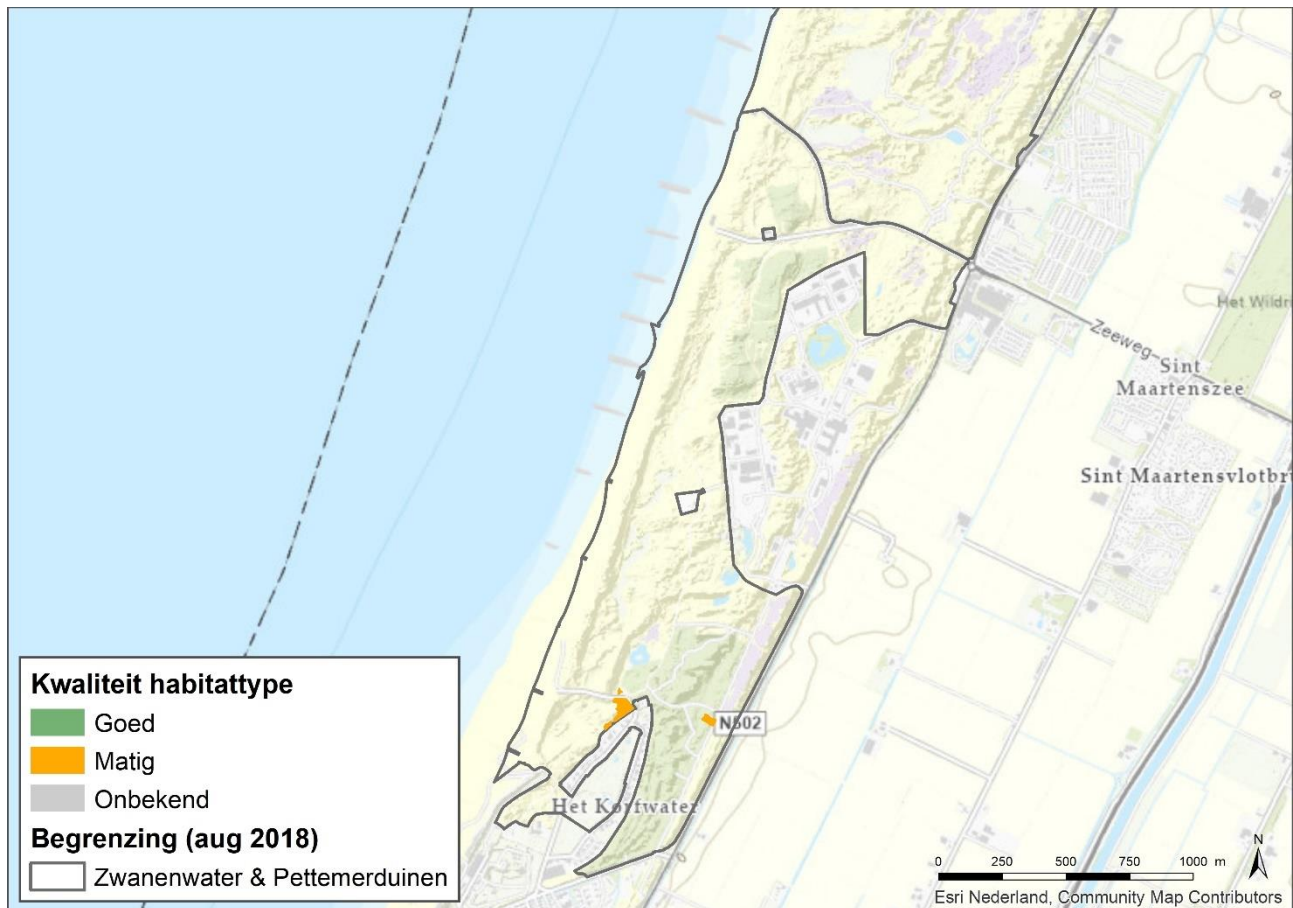 Het Wildri
Zeeweg
Sint
Maartenszee
Sint Maartensvlotbr
N502
Het Korfwater
Kwaliteit habitattype
Goed
Matig
Onbekend
Begrenzing (aug 2018)
Zwanenwater & Pettemerduinen
N
0 250 500 750 1000 m
Esri Nederland, Community Map Contributors